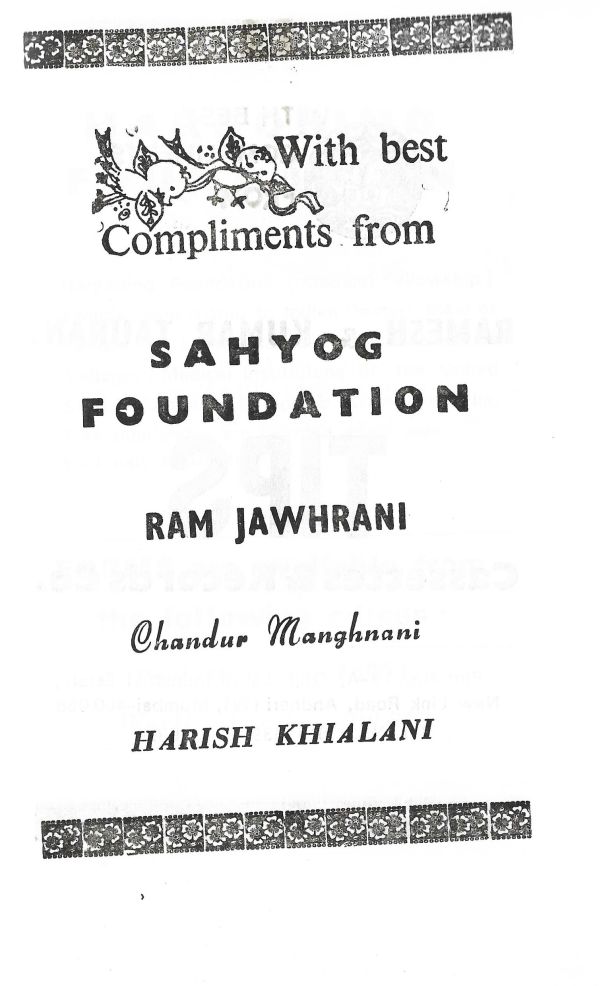 With best
Compliments from
SAHYOG
FOUNDATION
RAM JAWHRANI
Chandur Manghnani
HARISH KHIALANI